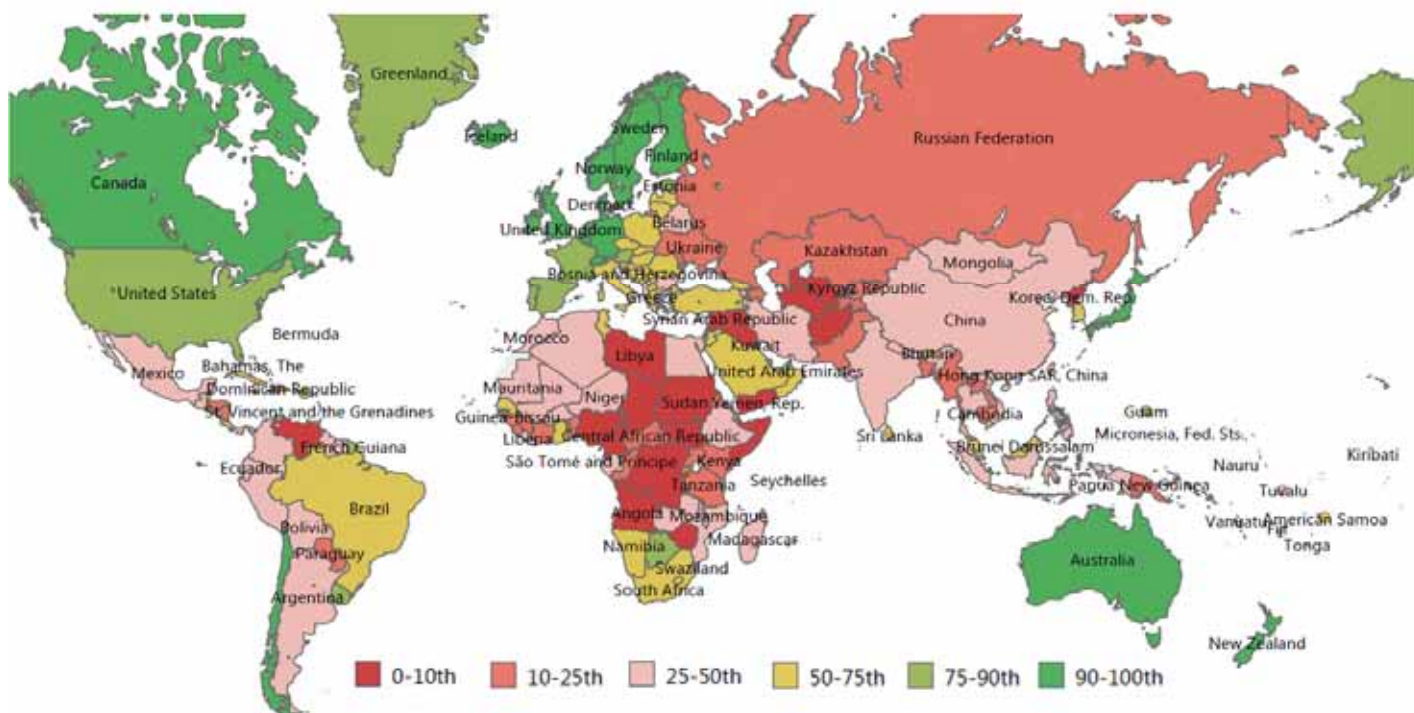 Greenland
Iceland
Sweden
Finland
Norway
Russian Federation
Canada
Estonia
Denmark
Belarus
United Kingdom
Ukraine
Kazakhstan
Mongolia
Bosnia and Herzegovina
United States
Kyrgyz Republic
Korea, Dem. Rep.
Greece
Syrian Arab Republic
China
Bermuda
Morocco
Kuwait
Libya
Bhutan
Bahamas, The
Mexico
United Arab Emirates
Hong Kong SAR, China
Dominican Republic
Mauritania
Niger
Sudan
Yemen, Rep.
St. Vincent and the Grenadines
Guinea-Bissau
Cambodia
Guam
Liberia
Central African Republic
Sri Lanka
Micronesia, Fed. Sts.
French Guiana
Brunei Darussalam
Ecuador
São Tomé and Principe
Kenya
Nauru
Kiribati
Seychelles
Tanzania
Papua New Guinea
Tuvalu
Brazil
Angola
Mozambique
Vanuatu
Fiji
American Samoa
Bolivia
Madagascar
Tonga
Namibia
Paraguay
Australia
Swaziland
South Africa
Argentina
New Zealand
0-10th 10-25th 25-50th 50-75th 75-90th 90-100th